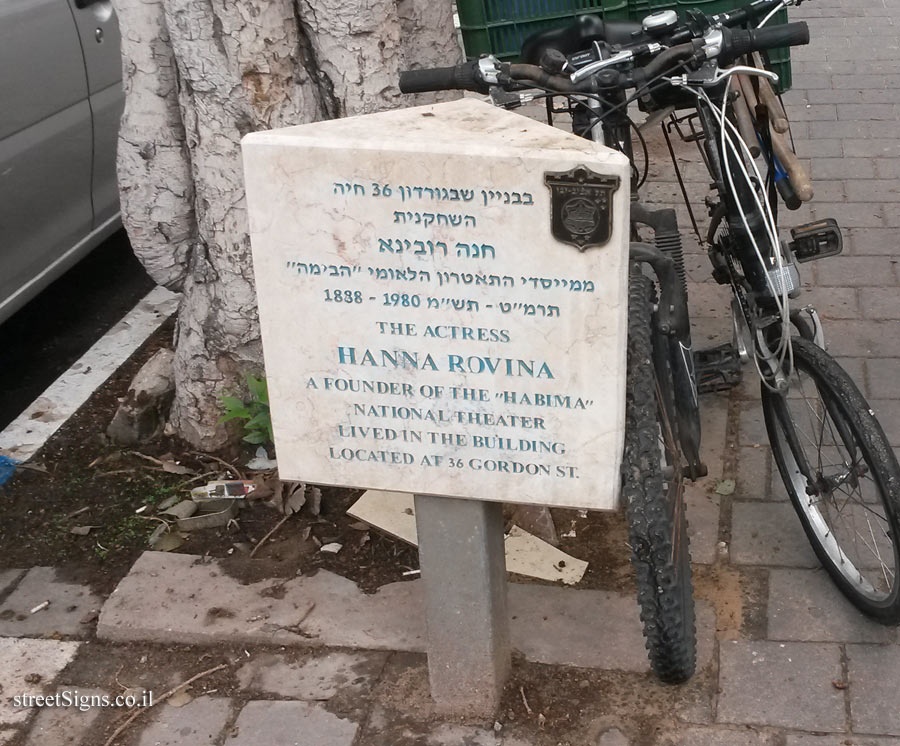 בבניין שבגורדון 36 חיה
השחקנית
חנה רובינא
ממייסדי התאטרון הלאומי "הבימה"
תרמ"ט - תש"מ 1980 - 1888
THE ACTRESS
HANNA ROVINA
A FOUNDER OF THE "HABIMA"
NATIONAL THEATER
LIVED IN THE BUILDING
LOCATED AT 36 GORDON ST.
streetSigns.co.il